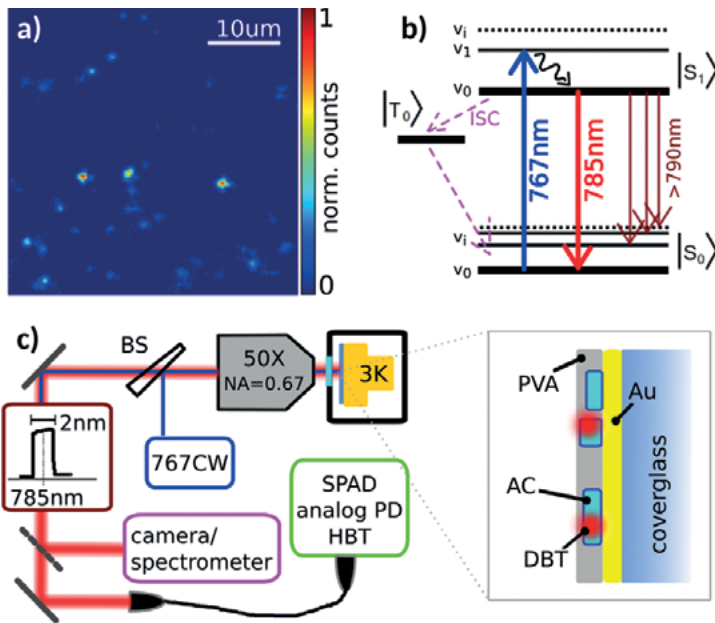 a)
10um
1
norm. counts
0
b)
vi
v1
v0
|S1⟩
|T0⟩
ISC
767nm
785nm
>790nm
vi
v0
|S0⟩
c)
BS
50X
NA=0.67
3K
2nm
785nm
767CW
camera/
spectrometer
SPAD
analog PD
HBT
PVA
Au
AC
DBT
coverglass